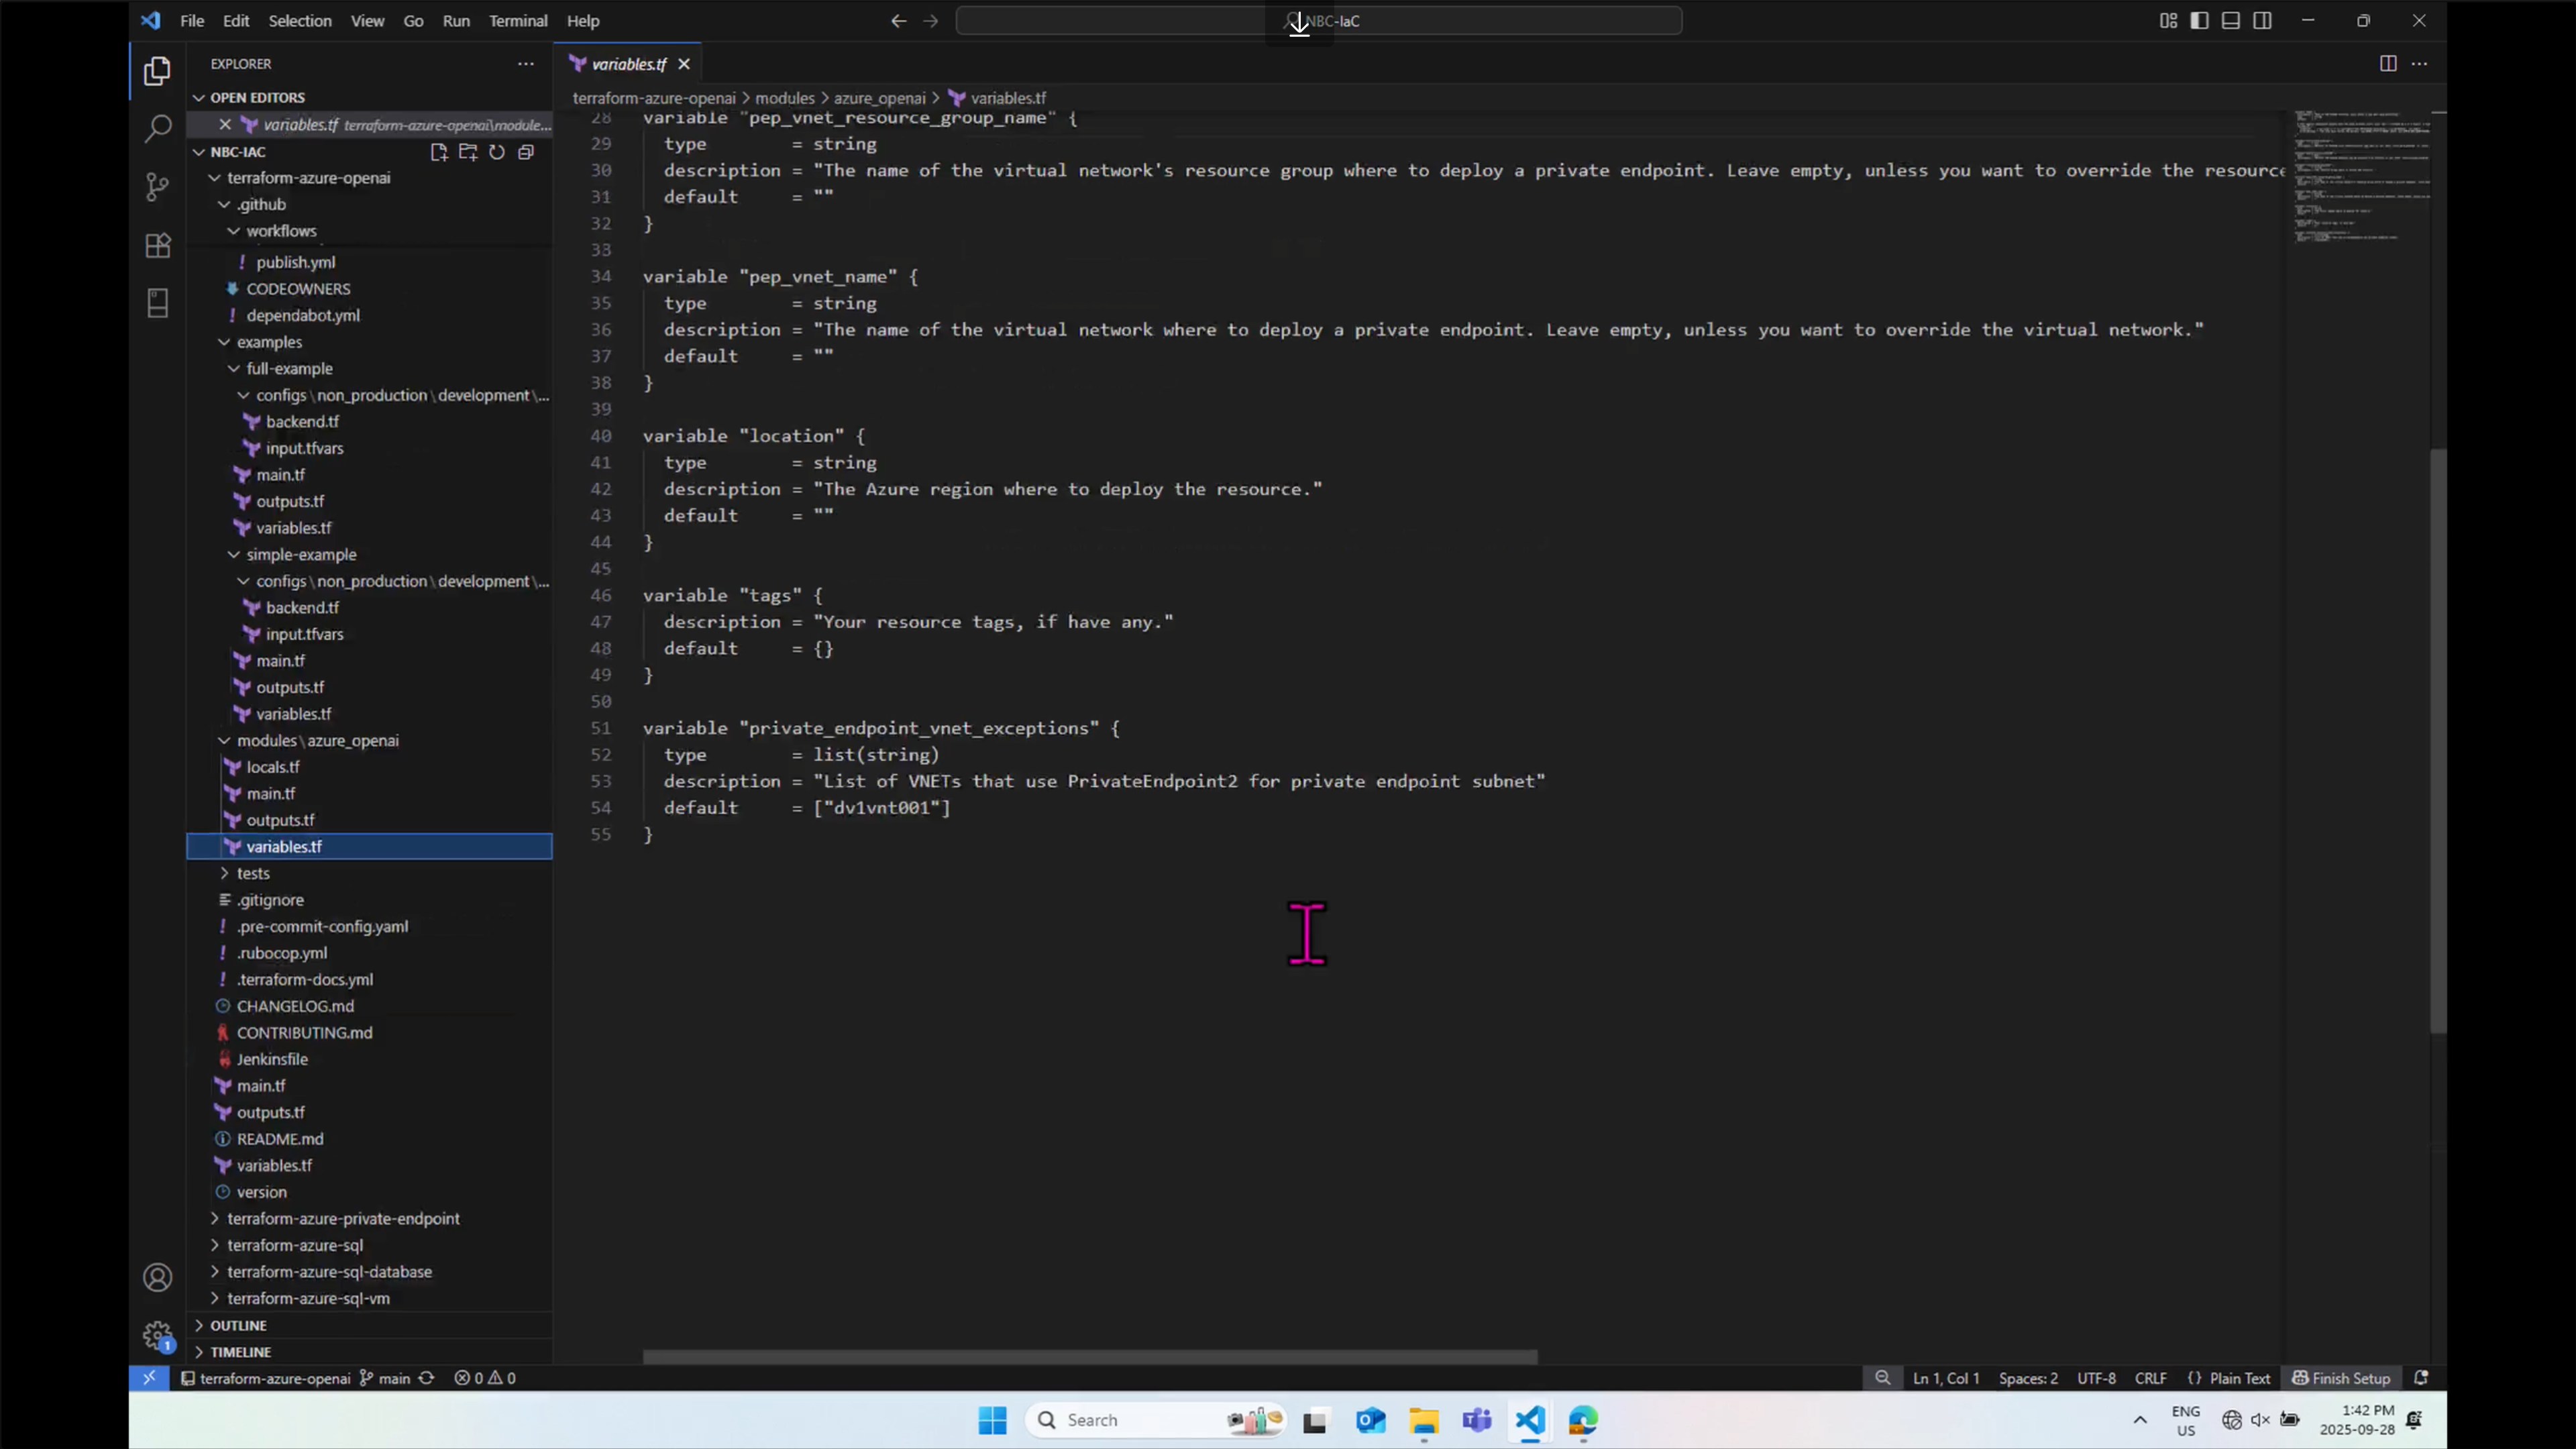 File Edit Selection View Go Run Terminal Help
NBC-IaC
EXPLORER
OPEN EDITORS
variables.tf terraform-azure-openai\module...
NBC-IAC
terraform-azure-openai
.github
workflows
publish.yml
CODEOWNERS
dependabot.yml
examples
full-example
configs\non_production\development\...
backend.tf
input.tfvars
main.tf
outputs.tf
variables.tf
simple-example
configs\non_production\development\...
backend.tf
input.tfvars
main.tf
outputs.tf
variables.tf
modules\azure_openai
locals.tf
main.tf
outputs.tf
variables.tf
tests
.gitignore
.pre-commit-config.yaml
.rubocop.yml
.terraform-docs.yml
CHANGELOG.md
CONTRIBUTING.md
Jenkinsfile
main.tf
outputs.tf
README.md
variables.tf
version
terraform-azure-private-endpoint
terraform-azure-sql
terraform-azure-sql-database
terraform-azure-sql-vm
OUTLINE
TIMELINE
variables.tf
terraform-azure-openai > modules > azure_openai > variables.tf
28 variable "pep_vnet_resource_group_name" {
29   type        = string
30   description = "The name of the virtual network's resource group where to deploy a private endpoint. Leave empty, unless you want to override the resource
31   default     = ""
32 }
33
34 variable "pep_vnet_name" {
35   type        = string
36   description = "The name of the virtual network where to deploy a private endpoint. Leave empty, unless you want to override the virtual network."
37   default     = ""
38 }
39
40 variable "location" {
41   type        = string
42   description = "The Azure region where to deploy the resource."
43   default     = ""
44 }
45
46 variable "tags" {
47   description = "Your resource tags, if have any."
48   default     = {}
49 }
50
51 variable "private_endpoint_vnet_exceptions" {
52   type        = list(string)
53   description = "List of VNETs that use PrivateEndpoint2 for private endpoint subnet"
54   default     = ["dv1vnt001"]
55 }
terraform-azure-openai main 0 0
Ln 1, Col 1 Spaces: 2 UTF-8 CRLF {} Plain Text Finish Setup
1
Search
ENG
US
1:42 PM
2025-09-28